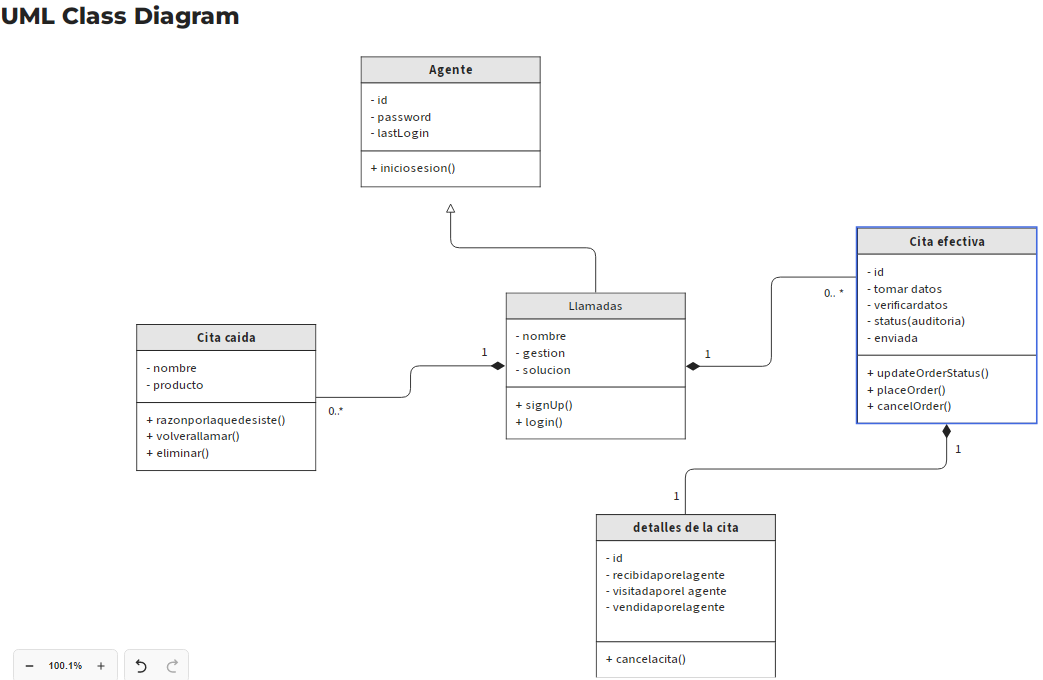 UML Class Diagram
Agente
- id
- password
- lastLogin
+ iniciosesion()
Cita efectiva
- id
- tomar datos
- verificardatos
- status(auditoria)
- enviada
+ updateOrderStatus()
+ placeOrder()
+ cancelOrder()
0.. *
1
Llamadas
- nombre
- gestion
- solucion
+ signUp()
+ login()
1
Cita caida
- nombre
- producto
+ razonporlaquedesiste()
+ volverallamar()
+ eliminar()
0..*
1
1
detalles de la cita
- id
- recibidaporelagente
- visitadaporel agente
- vendidaporelagente
+ cancelacita()
100.1%